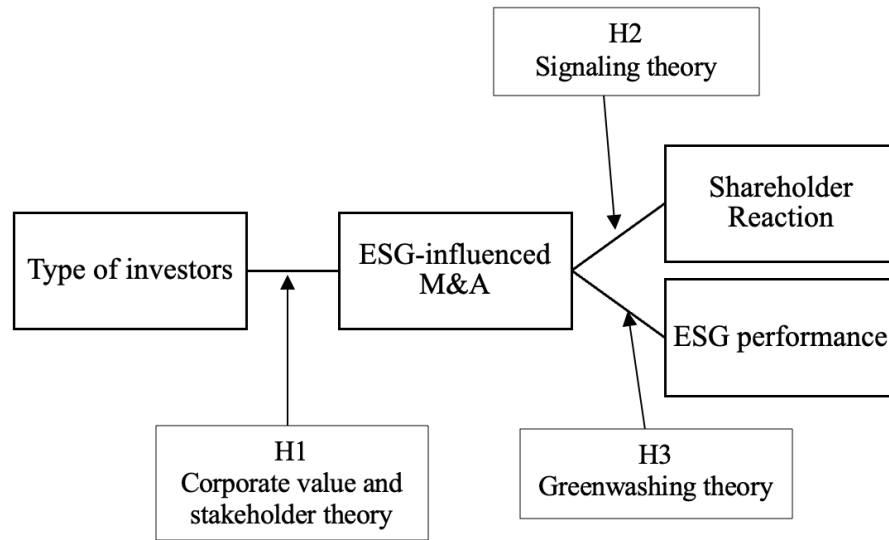 H2
Signaling theory
Shareholder
Reaction
Type of investors
ESG-influenced
M&A
ESG performance
H1
Corporate value and
stakeholder theory
H3
Greenwashing theory